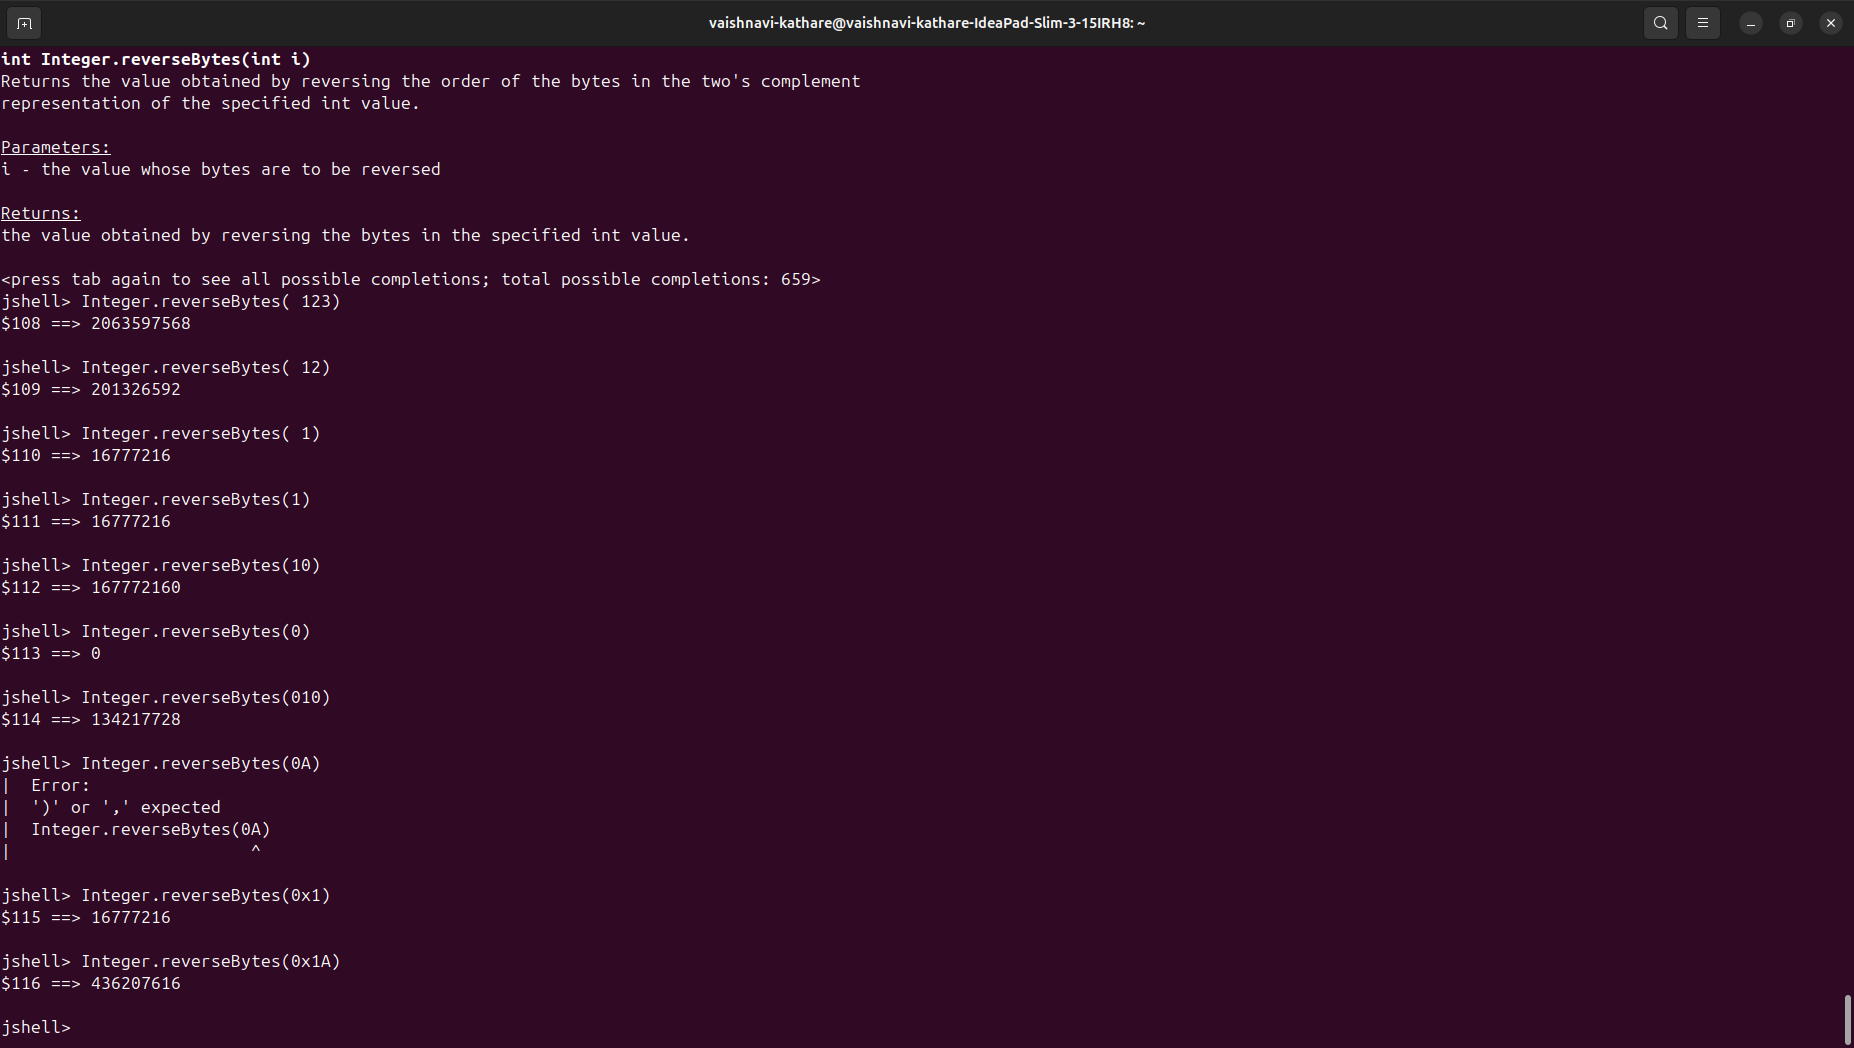 vaishnavi-kathare@vaishnavi-kathare-IdeaPad-Slim-3-15IRH8: ~
int Integer.reverseBytes(int i)
Returns the value obtained by reversing the order of the bytes in the two's complement
representation of the specified int value.
Parameters:
i - the value whose bytes are to be reversed
Returns:
the value obtained by reversing the bytes in the specified int value.
<press tab again to see all possible completions; total possible completions: 659>
jshell> Integer.reverseBytes( 123)
$108 ==> 2063597568
jshell> Integer.reverseBytes( 12)
$109 ==> 201326592
jshell> Integer.reverseBytes( 1)
$110 ==> 16777216
jshell> Integer.reverseBytes(1)
$111 ==> 16777216
jshell> Integer.reverseBytes(10)
$112 ==> 167772160
jshell> Integer.reverseBytes(0)
$113 ==> 0
jshell> Integer.reverseBytes(010)
$114 ==> 134217728
jshell> Integer.reverseBytes(0A)
|  Error:
|  ')' or ',' expected
|  Integer.reverseBytes(0A)
|                        ^
jshell> Integer.reverseBytes(0x1)
$115 ==> 16777216
jshell> Integer.reverseBytes(0x1A)
$116 ==> 436207616
jshell>